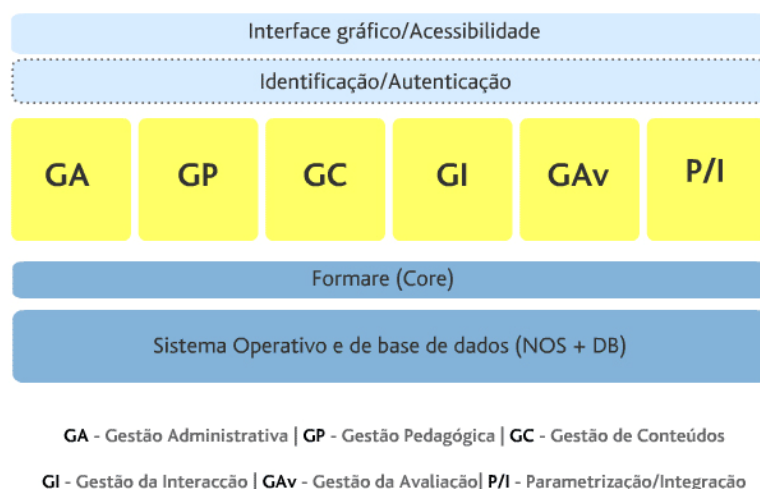 Interface gráfico/Acessibilidade
Identificação/Autenticação
GA GP GC GI GAv P/I
Formare (Core)
Sistema Operativo e de base de dados (NOS + DB)
GA - Gestão Administrativa | GP - Gestão Pedagógica | GC - Gestão de Conteúdos
GI - Gestão da Interacção | GAv - Gestão da Avaliação| P/I - Parametrização/Integração